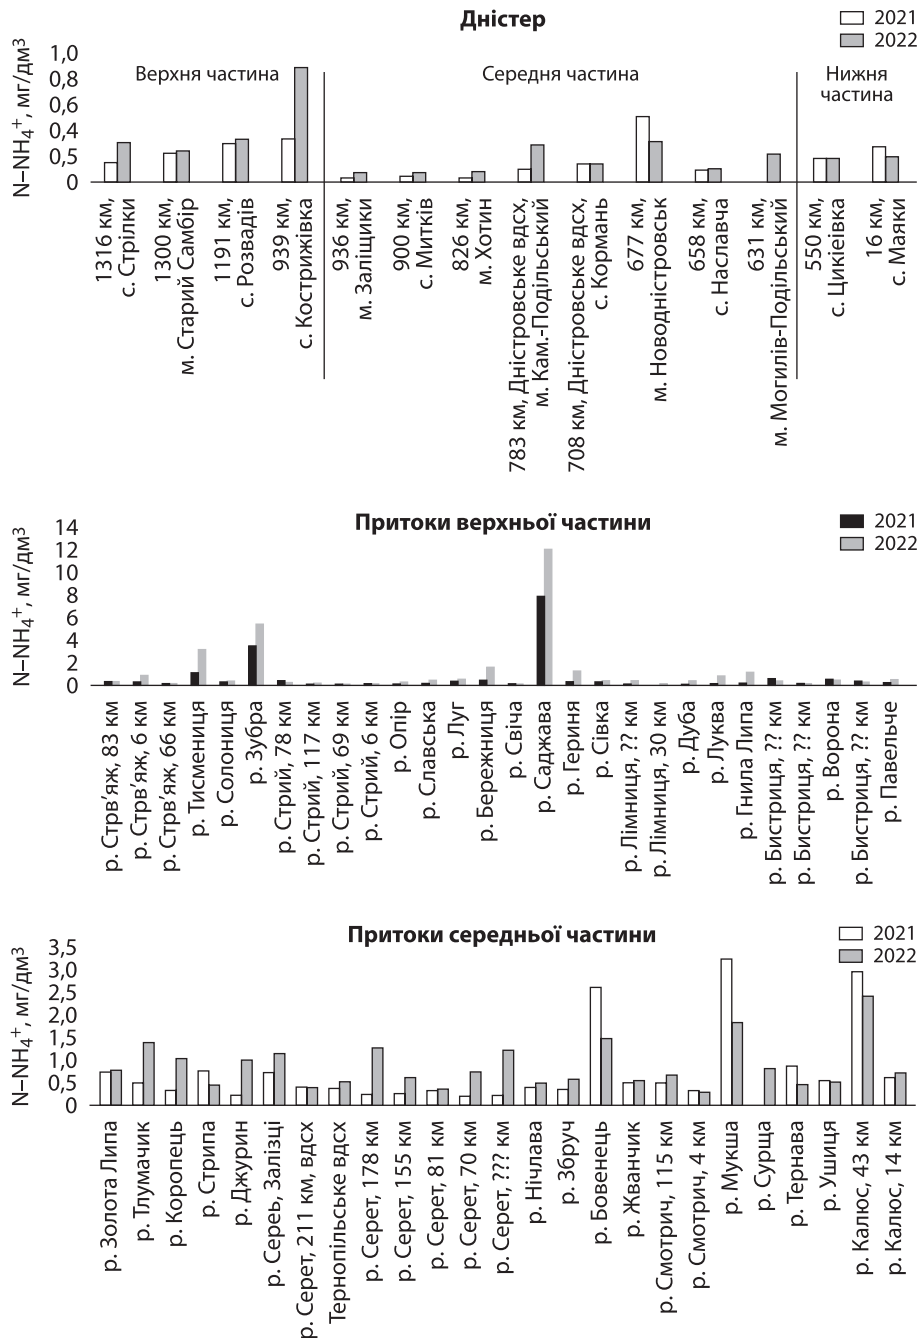 Дністер
2021
2022
N–NH₄⁺, мг/дм³
1,0
0,8
0,6
0,4
0,5
0
Верхня частина
Середня частина
Нижня
частина
1316 км,
с. Стрілки
1300 км,
м. Старий Самбір
1191 км,
с. Розвадів
939 км,
с. Кострижівка
936 км,
м. Заліщики
900 км,
с. Митків
826 км,
м. Хотин
783 км, Дністровське вдсх,
м. Кам.-Подільський
708 км, Дністровське вдсх,
с. Кормань
677 км,
м. Новодністровськ
658 км,
с. Наславча
631 км,
м. Могилів-Подільський
550 км,
с. Цикіеівка
16 км,
с. Маяки
Притоки верхньої частини
2021
2022
N–NH₄⁺, мг/дм³
14
12
10
8
6
4
2
0
р. Стрв’яж, 83 км
р. Стрв’яж, 6 км
р. Стрв’яж, 66 км
р. Тисмениця
р. Солониця
р. Зубра
р. Стрий, 78 км
р. Стрий, 117 км
р. Стрий, 69 км
р. Стрий, 6 км
р. Опір
р. Славська
р. Луг
р. Бережниця
р. Свіча
р. Саджава
р. Гериня
р. Сівка
р. Лімниця, ?? км
р. Лімниця, 30 км
р. Дуба
р. Луква
р. Гнила Липа
р. Бистриця, ?? км
р. Бистриця, ?? км
р. Ворона
р. Бистриця, ?? км
р. Павельче
Притоки середньої частини
2021
2022
N–NH₄⁺, мг/дм³
3,5
3,0
2,5
2,0
1,5
1,0
0,5
0
р. Золота Липа
р. Тлумачик
р. Коропець
р. Стрипа
р. Джурин
р. Сереь, Залізці
р. Серет, 211 км, вдсх
Тернопільське вдсх
р. Серет, 178 км
р. Серет, 155 км
р. Серет, 81 км
р. Серет, 70 км
р. Серет, ??? км
р. Нічлава
р. Збруч
р. Бовенець
р. Жванчик
р. Смотрич, 115 км
р. Смотрич, 4 км
р. Мукша
р. Сурща
р. Тернава
р. Ушиця
р. Калюс, 43 км
р. Калюс, 14 км